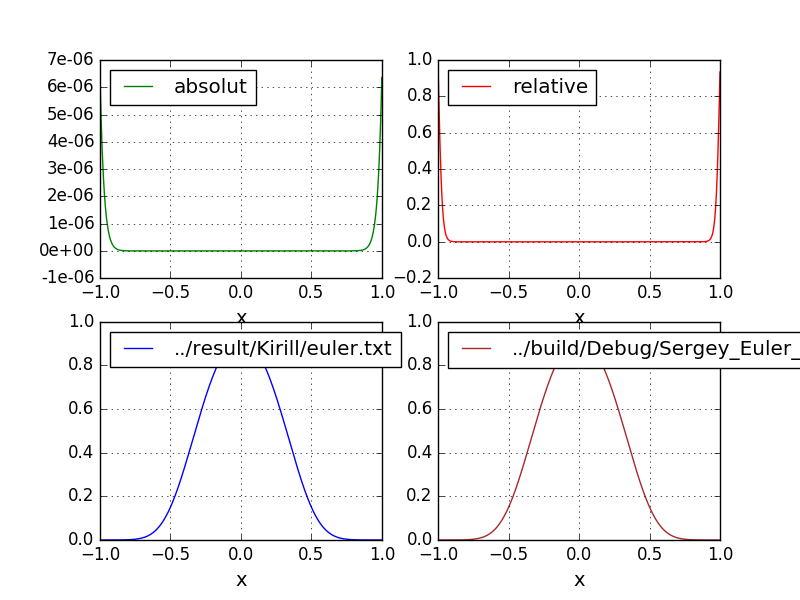 7e-06
6e-06
5e-06
4e-06
3e-06
2e-06
1e-06
0e+00
-1e-06
absolut
−1.0 −0.5 0.0 0.5 1.0
x
1.0
0.8
0.6
0.4
0.2
0.0
−0.2
relative
−1.0 −0.5 0.0 0.5 1.0
x
1.0
0.8
0.6
0.4
0.2
0.0
../result/Kirill/euler.txt
−1.0 −0.5 0.0 0.5 1.0
x
1.0
0.8
0.6
0.4
0.2
0.0
../build/Debug/Sergey_Euler_
−1.0 −0.5 0.0 0.5 1.0
x